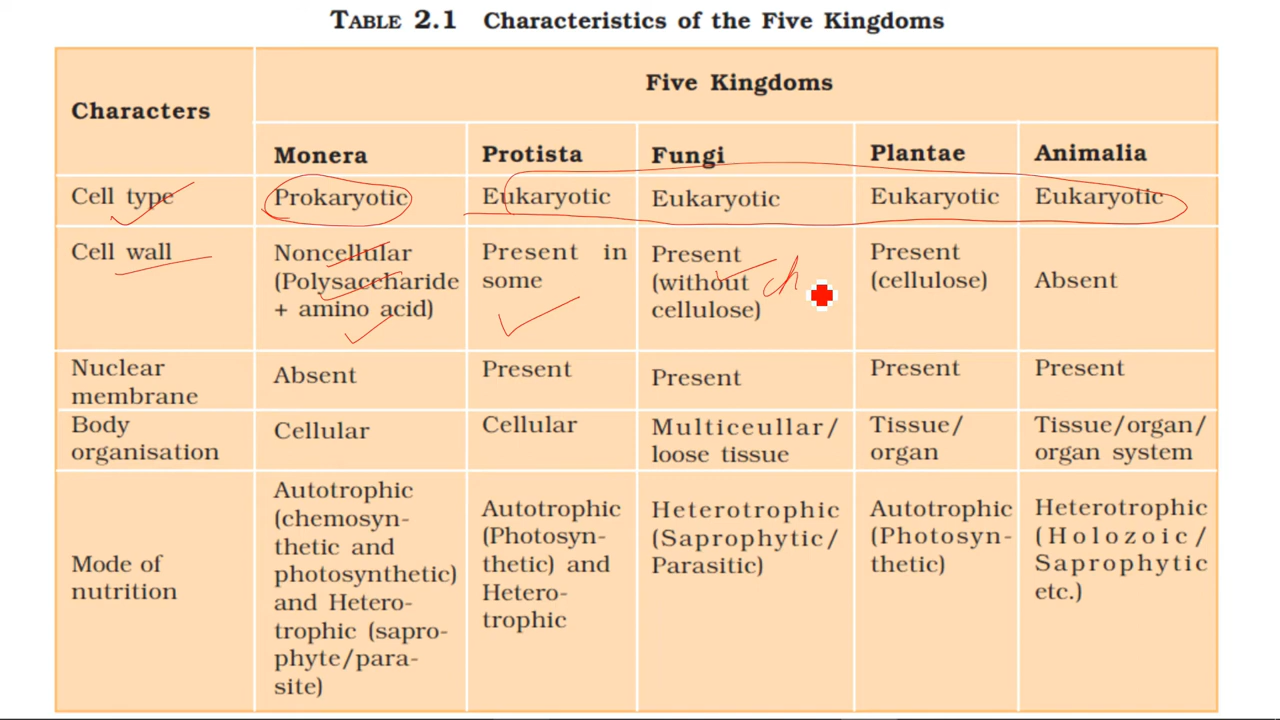 TABLE 2.1 Characteristics of the Five Kingdoms
Characters
Five Kingdoms
Monera
Protista
Fungi
Plantae
Animalia
Cell type
Prokaryotic
Eukaryotic
Eukaryotic
Eukaryotic
Eukaryotic
Cell wall
Noncellular
(Polysaccharide
+ amino acid)
Present in
some
Present
(without
cellulose)
ch
Present
(cellulose)
Absent
Nuclear
membrane
Absent
Present
Present
Present
Present
Body
organisation
Cellular
Cellular
Multiceullar/
loose tissue
Tissue/
organ
Tissue/organ/
organ system
Mode of
nutrition
Autotrophic
(chemosyn-
thetic and
photosynthetic)
and Hetero-
trophic (sapro-
phyte/para-
site)
Autotrophic
(Photosyn-
thetic) and
Hetero-
trophic
Heterotrophic
(Saprophytic/
Parasitic)
Autotrophic
(Photosyn-
thetic)
Heterotrophic
(Holozoic/
Saprophytic
etc.)